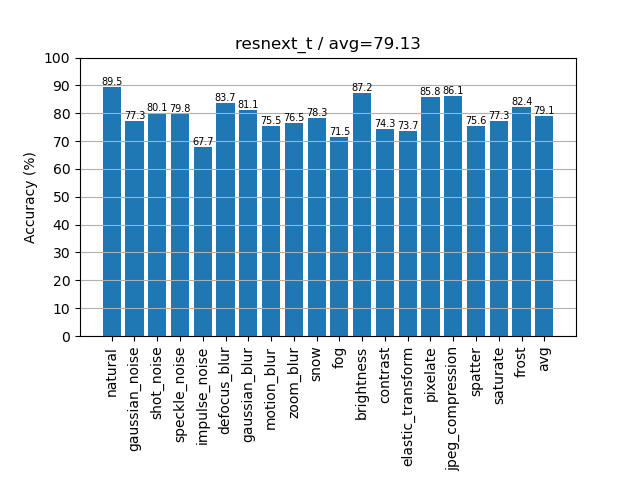 resnext_t / avg=79.13
Accuracy (%)
100
90
80
70
60
50
40
30
20
10
0
89.5
77.3
80.1
79.8
67.7
83.7
81.1
75.5
76.5
78.3
71.5
87.2
74.3
73.7
85.8
86.1
75.6
77.3
82.4
79.1
natural
gaussian_noise
shot_noise
speckle_noise
impulse_noise
defocus_blur
gaussian_blur
motion_blur
zoom_blur
snow
fog
brightness
contrast
elastic_transform
pixelate
jpeg_compression
spatter
saturate
frost
avg